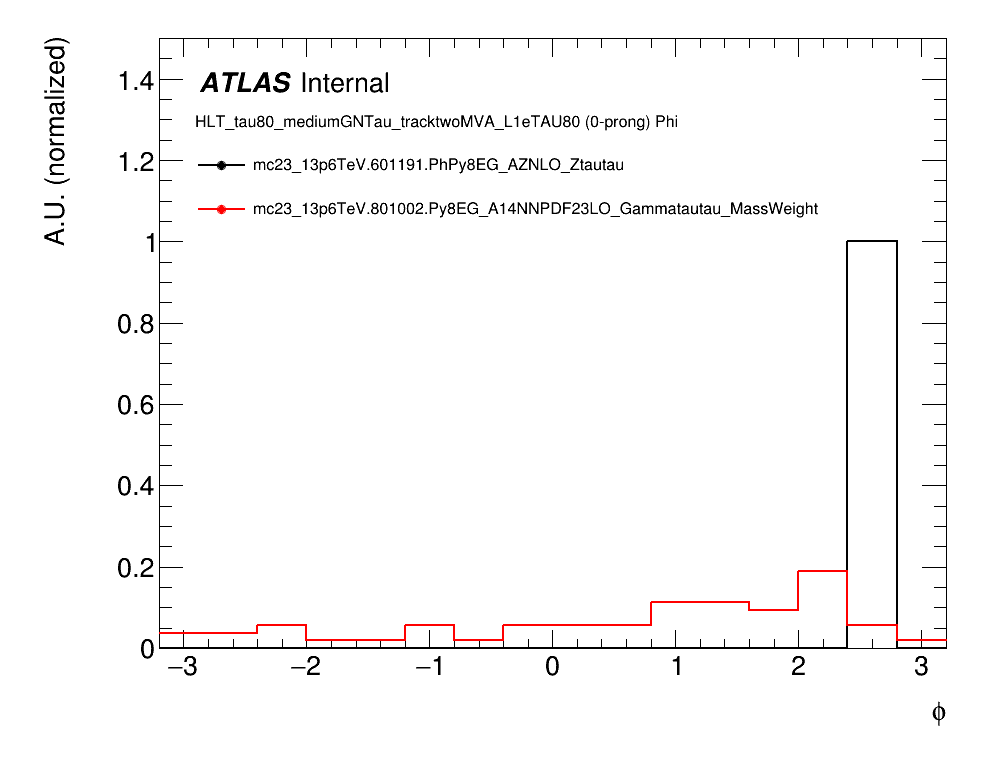 A.U. (normalized)
ATLAS Internal
HLT_tau80_mediumGNTau_tracktwoMVA_L1eTAU80 (0-prong) Phi
mc23_13p6TeV.601191.PhPy8EG_AZNLO_Ztautau
mc23_13p6TeV.801002.Py8EG_A14NNPDF23LO_Gammatautau_MassWeight
1.4
1.2
1
0.8
0.6
0.4
0.2
0
−3 −2 −1 0 1 2 3
ϕ